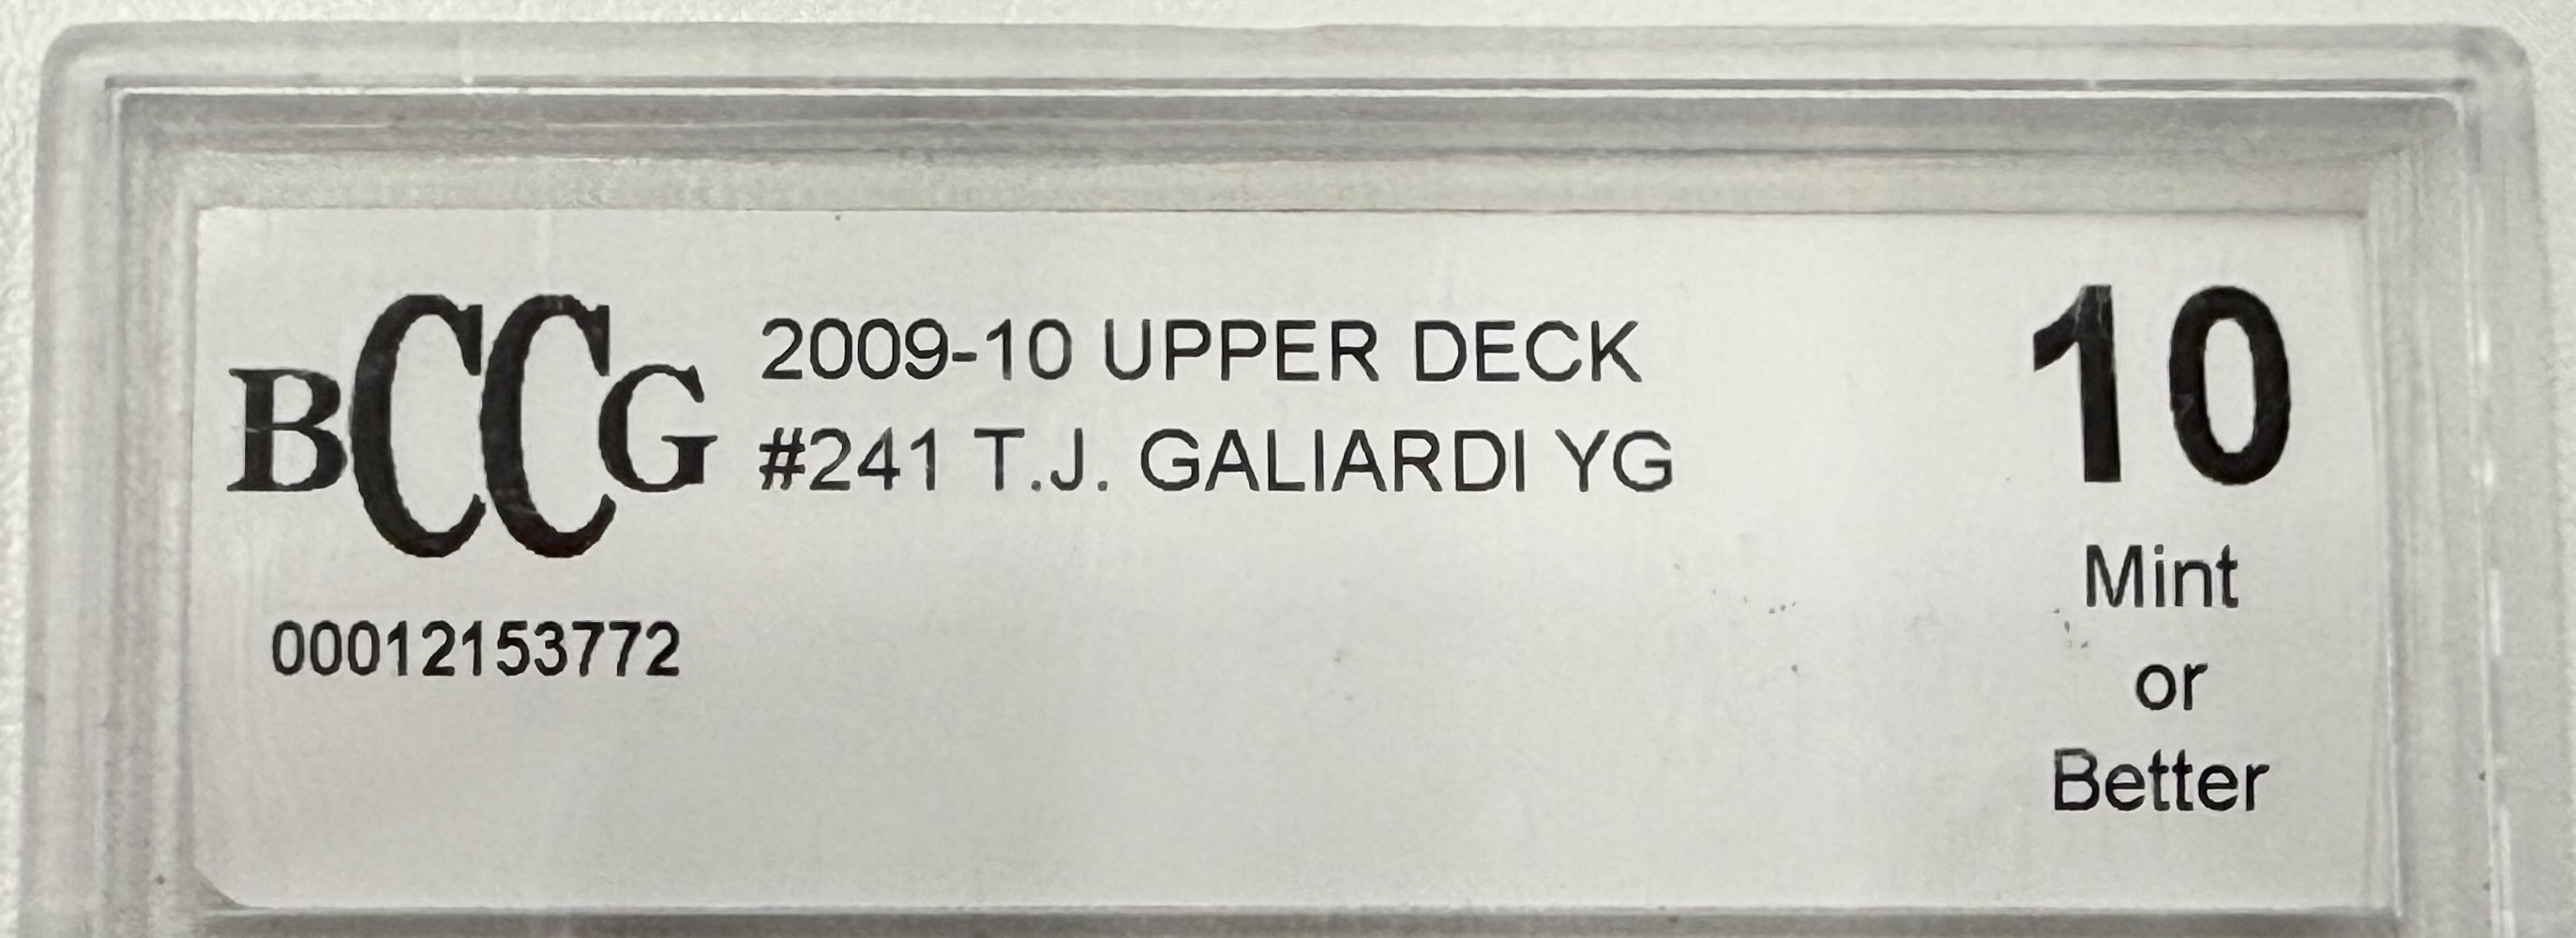 BCCG
00012153772
2009-10 UPPER DECK
#241 T.J. GALIARDI YG
10
Mint
or
Better